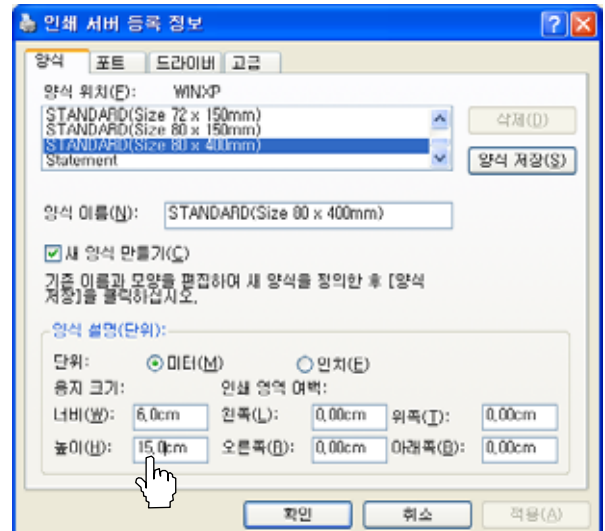 인쇄 서버 등록 정보
양식 포트 드라이버 고급
양식 위치(F): WINXP
STANDARD(Size 72 x 150mm)
STANDARD(Size 80 x 150mm)
STANDARD(Size 80 x 400mm)
Statement
삭제(D)
양식 저장(S)
양식 이름(N): STANDARD(Size 80 x 400mm)
새 양식 만들기(C)
기존 이름과 모양을 편집하여 새 양식을 정의한 후 [양식
저장]을 클릭하십시오.
양식 설명(단위):
단위: 미터(M) 인치(E)
용지 크기: 인쇄 영역 여백:
너비(W): 6,0cm 왼쪽(L): 0,00cm 위쪽(T): 0,00cm
높이(H): 15,0cm 오른쪽(R): 0,00cm 아래쪽(B): 0,00cm
확인 취소 적용(A)